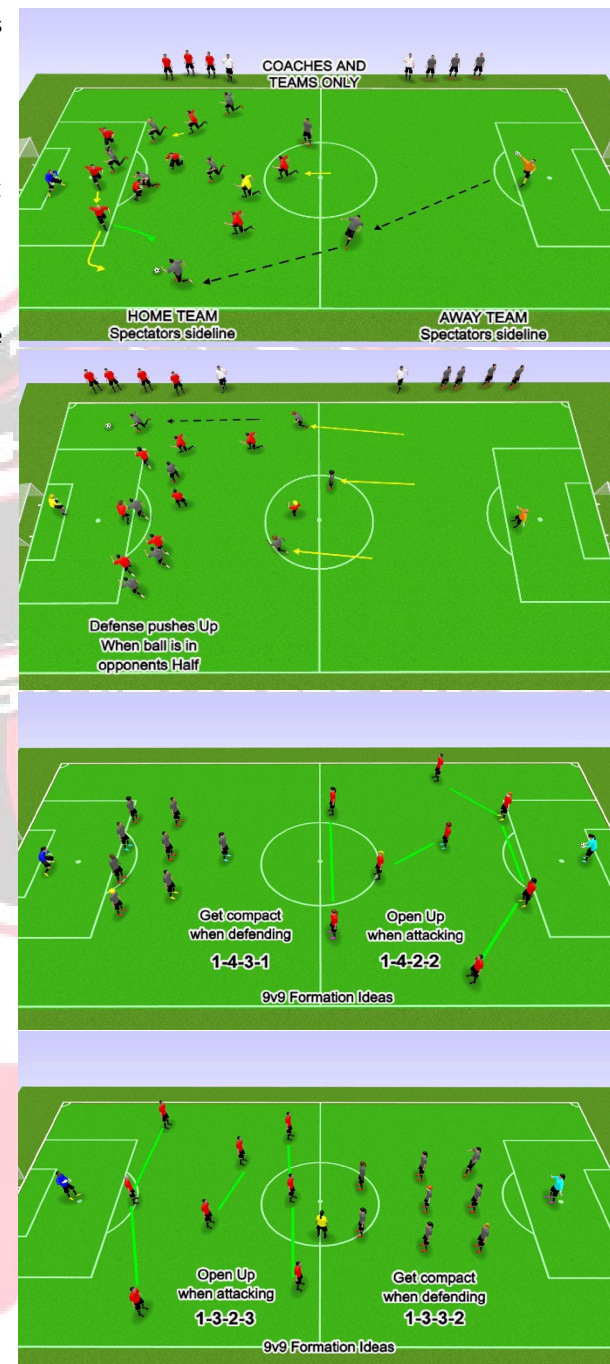 s
COACHES AND
TEAMS ONLY
HOME TEAM
Spectators sideline
AWAY TEAM
Spectators sideline
e
Defense pushes Up
When ball is in
opponents Half
Get compact
when defending
1-4-3-1
Open Up
when attacking
1-4-2-2
9v9 Formation Ideas
Open Up
when attacking
1-3-2-3
Get compact
when defending
1-3-3-2
9v9 Formation Ideas